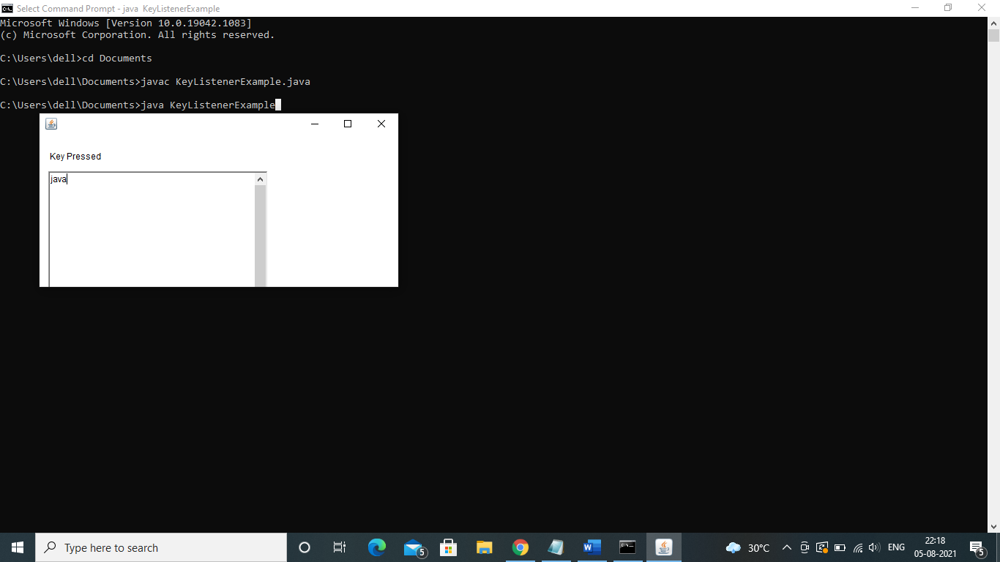 Select Command Prompt - java  KeyListenerExample
Microsoft Windows [Version 10.0.19042.1083]
(c) Microsoft Corporation. All rights reserved.
C:\Users\dell>cd Documents
C:\Users\dell\Documents>javac KeyListenerExample.java
C:\Users\dell\Documents>java KeyListenerExample
Key Pressed
java
Type here to search
5
30°C
ENG
22:18
05-08-2021
5